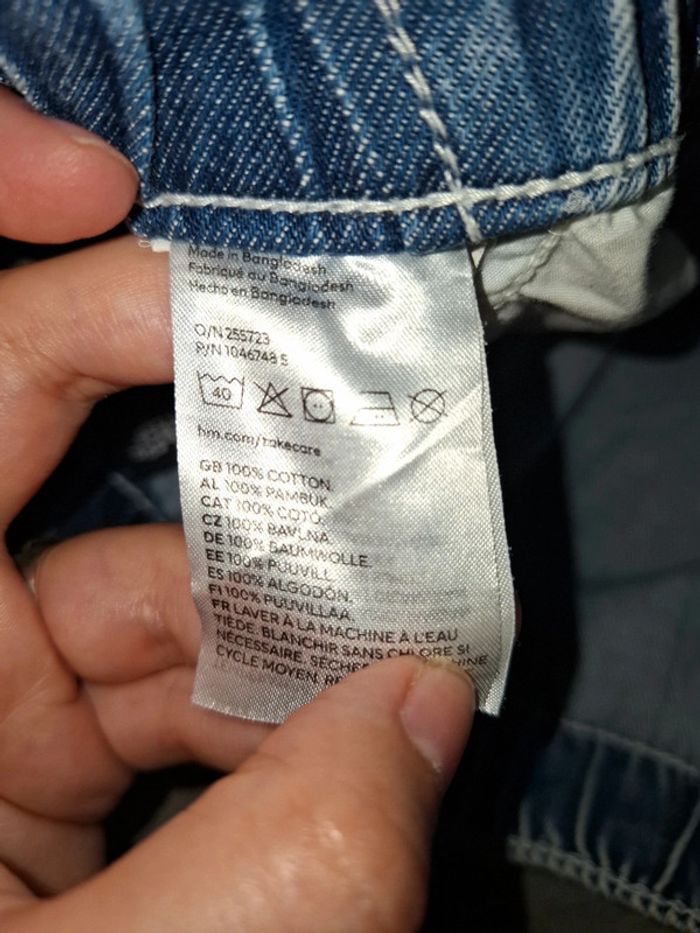 Made in Bangladesh
Fabriqué au Bangladesh
Hecho en Bangladesh
O/N 255723
P/N 1046748 5
40
hm.com/takecare
GB 100% COTTON.
AL 100% PAMBUK.
CAT 100% COTÓ.
CZ 100% BAVLNA.
DE 100% BAUMWOLLE.
EE 100% PUUVILL
ES 100% ALGODÓN.
FI 100% PUUVILLAA.
FR LAVER À LA MACHINE À L'EAU
TIÈDE. BLANCHIR SANS CHLORE SI
NÉCESSAIRE. SÉCHER
CYCLE MOYEN.